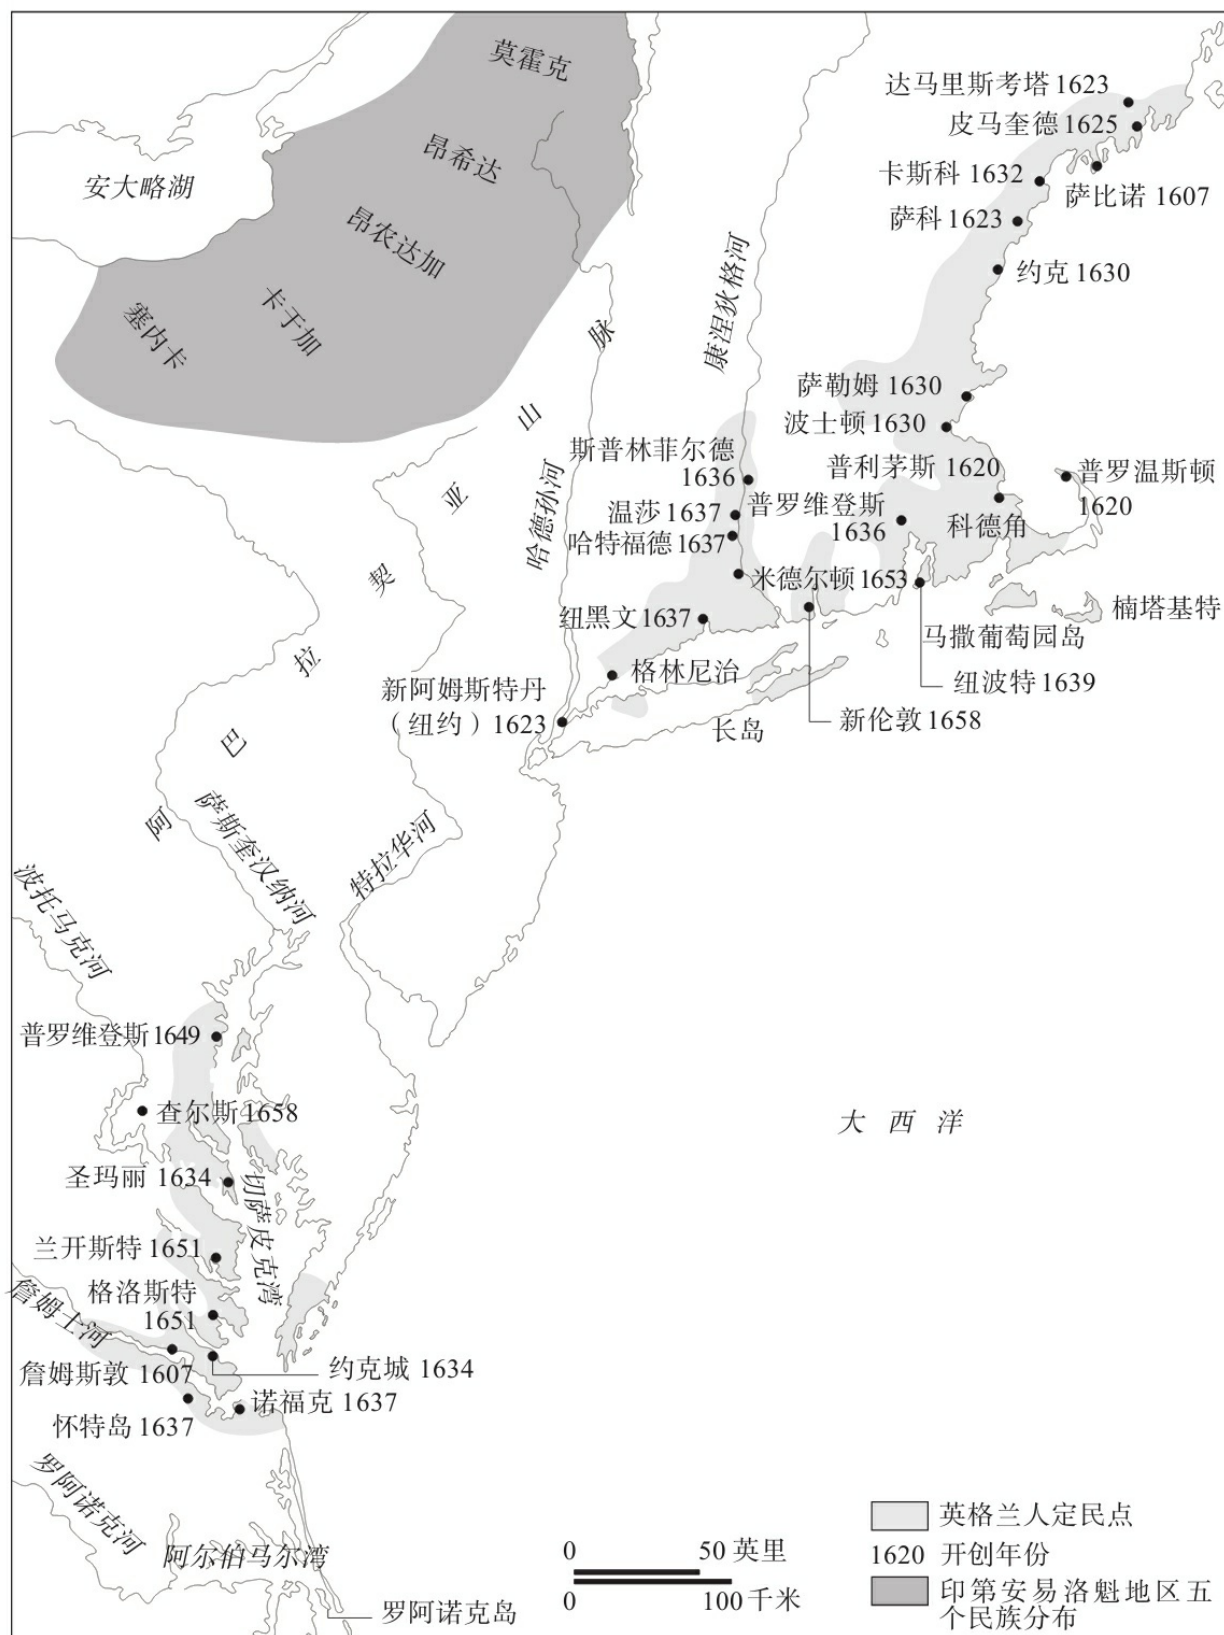 莫霍克
昂希达
昂农达加
卡于加
塞内卡
安大略湖
达马里斯考塔 1623
皮马奎德 1625
卡斯科 1632
萨比诺 1607
萨科 1623
约克 1630
康涅狄格河
萨勒姆 1630
波士顿 1630
斯普林菲尔德
1636
普利茅斯 1620
普罗温斯顿
1620
温莎 1637
普罗维登斯
1636
科德角
哈特福德 1637
米德尔顿 1653
纽黑文 1637
楠塔基特
马撒葡萄园岛
格林尼治
纽波特 1639
新阿姆斯特丹
（纽约）1623
新伦敦 1658
长岛
哈德孙河
阿巴拉契亚山脉
萨斯奎汉纳河
特拉华河
波托马克河
普罗维登斯 1649
查尔斯 1658
大西洋
圣玛丽 1634
切萨皮克湾
兰开斯特 1651
格洛斯特
1651
詹姆士河
詹姆斯敦 1607
约克城 1634
诺福克 1637
怀特岛 1637
罗阿诺克河
阿尔伯马尔湾
罗阿诺克岛
0 50 英里
0 100 千米
英格兰人定民点
1620 开创年份
印第安易洛魁地区五
个民族分布